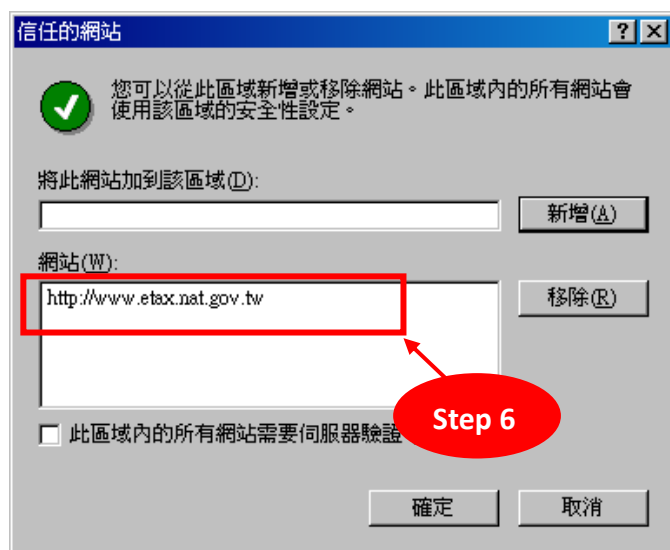 信任的網站
您可以從此區域新增或移除網站。此區域內的所有網站會
使用該區域的安全性設定。
將此網站加到該區域(D):
新增(A)
網站(W):
http://www.etax.nat.gov.tw
移除(R)
Step 6
此區域內的所有網站需要伺服器驗證
確定
取消